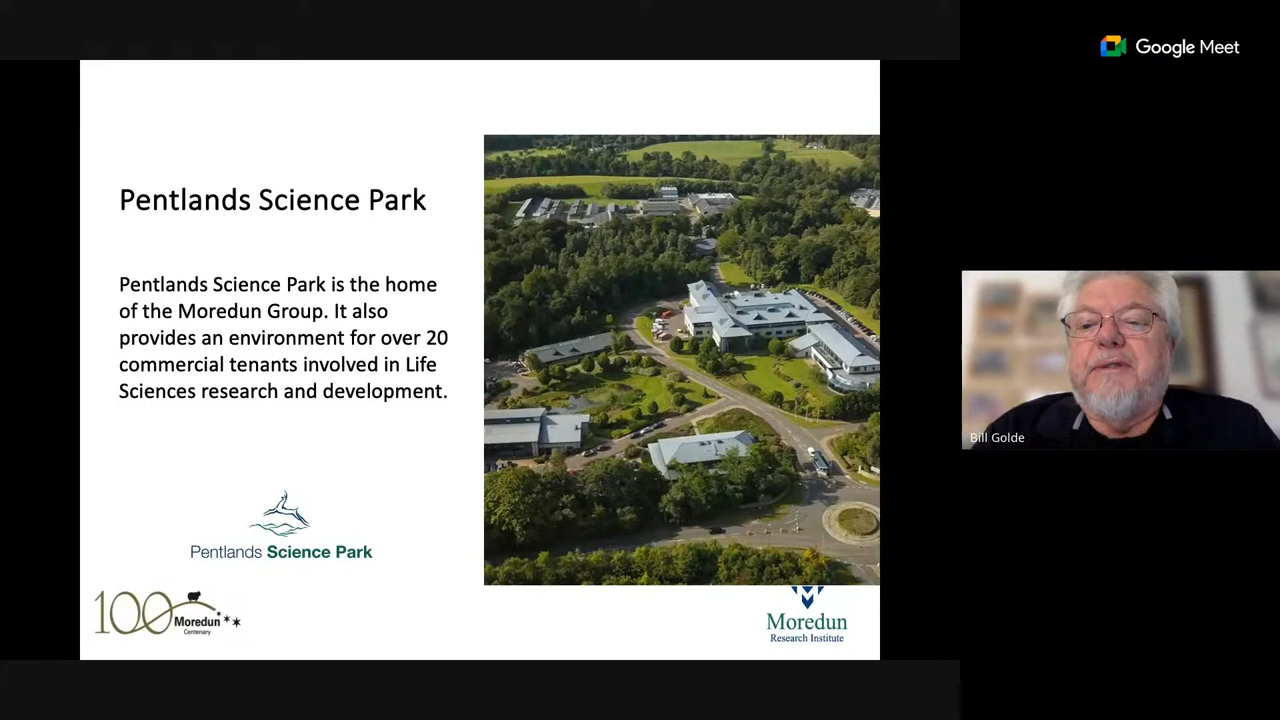 Google Meet
Pentlands Science Park
Pentlands Science Park is the home
of the Moredun Group. It also
provides an environment for over 20
commercial tenants involved in Life
Sciences research and development.
Pentlands Science Park
100 Moredun
Centenary
Moredun
Research Institute
Bill Golde